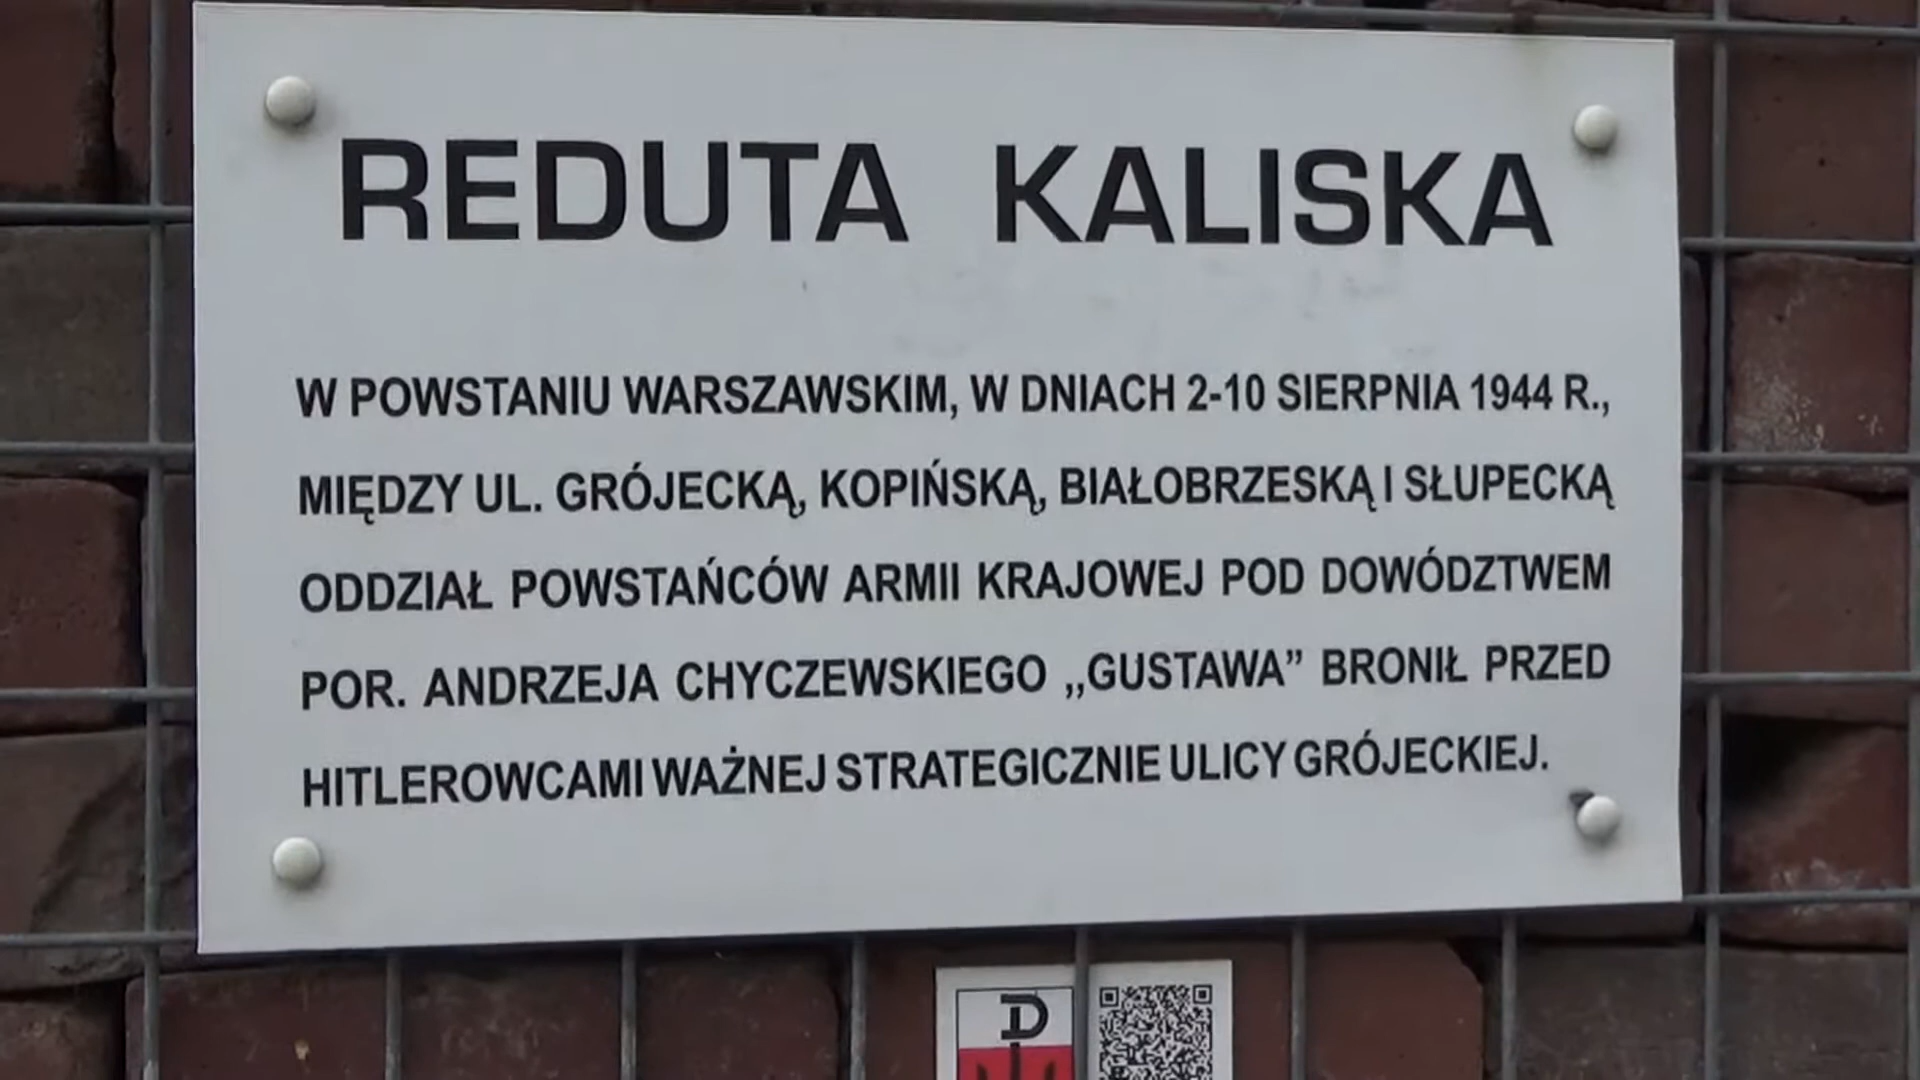 REDUTA KALISKA
W POWSTANIU WARSZAWSKIM, W DNIACH 2-10 SIERPNIA 1944 R.,
MIĘDZY UL. GRÓJECKĄ, KOPIŃSKĄ, BIAŁOBRZESKĄ I SŁUPECKĄ
ODDZIAŁ POWSTAŃCÓW ARMII KRAJOWEJ POD DOWÓDZTWEM
POR. ANDRZEJA CHYCZEWSKIEGO „GUSTAWA” BRONIŁ PRZED
HITLEROWCAMI WAŻNEJ STRATEGICZNIE ULICY GRÓJECKIEJ.